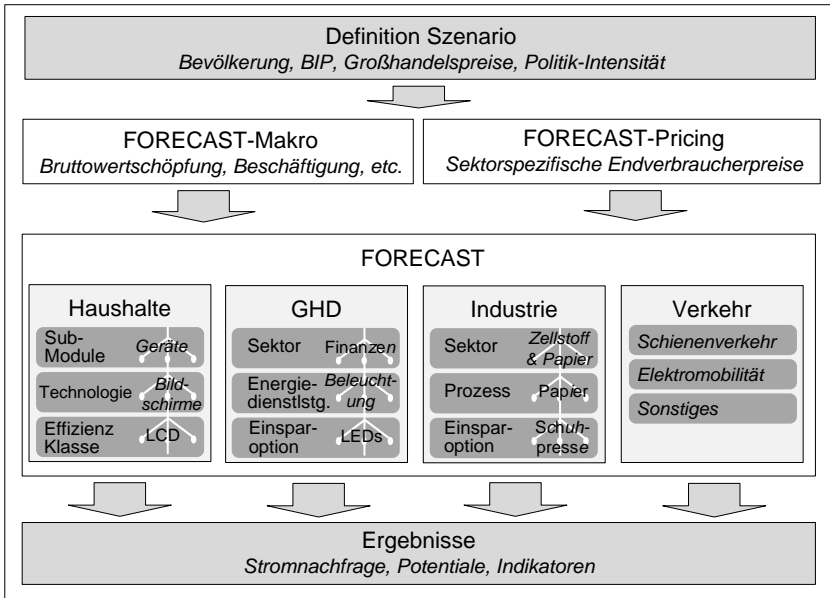 Definition Szenario
Bevölkerung, BIP, Großhandelspreise, Politik-Intensität
FORECAST-Makro
Bruttowertschöpfung, Beschäftigung, etc.
FORECAST-Pricing
Sektorspezifische Endverbraucherpreise
FORECAST
Haushalte
Sub-
Module
Geräte
Technologie
Bild-
schirme
Effizienz
Klasse
LCD
GHD
Sektor
Finanzen
Energie-
dienstlstg.
Beleucht-
ung
Einspar-
option
LEDs
Industrie
Sektor
Zellstoff
& Papier
Prozess
Papier
Einspar-
option
Schuh-
presse
Verkehr
Schienenverkehr
Elektromobilität
Sonstiges
Ergebnisse
Stromnachfrage, Potentiale, Indikatoren